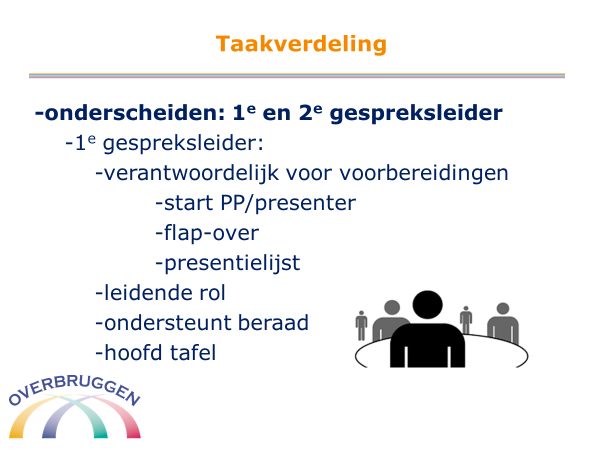 Taakverdeling
-onderscheiden: 1e en 2e gespreksleider
-1e gespreksleider:
-verantwoordelijk voor voorbereidingen
-start PP/presenter
-flap-over
-presentielijst
-leidende rol
-ondersteunt beraad
-hoofd tafel
OVERBRUGGEN